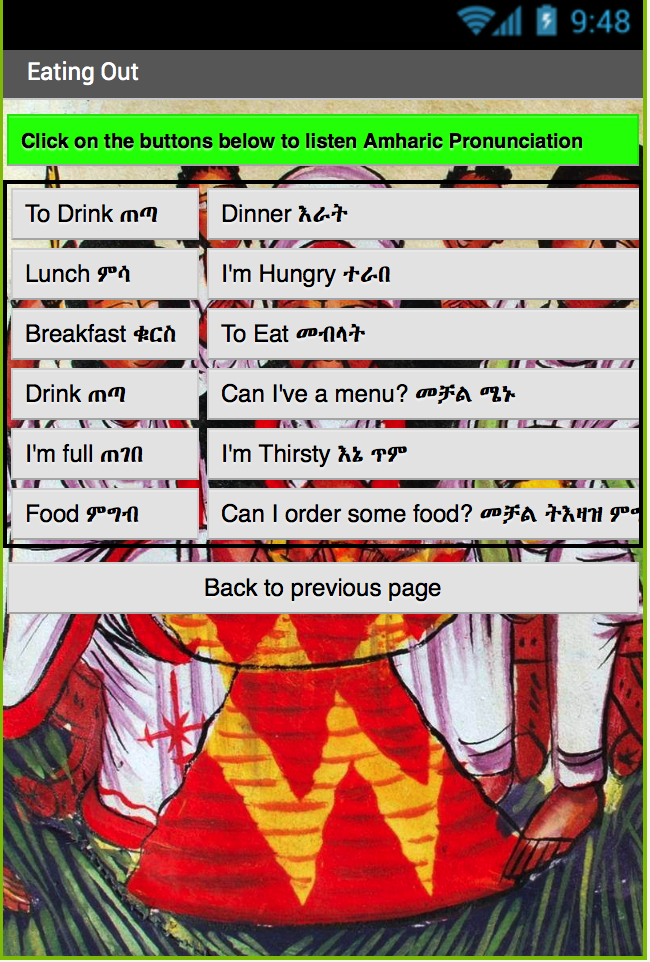 9:48
Eating Out
Click on the buttons below to listen Amharic Pronunciation
To Drink ጠጣ
Dinner እራት
Lunch ምሳ
I'm Hungry ተራበ
Breakfast ቁርስ
To Eat መብላት
Drink ጠጣ
Can I've a menu? መቻል ሜኑ
I'm full ጠገበ
I'm Thirsty እኔ ጥም
Food ምግብ
Can I order some food? መቻል ትእዛዝ
Back to previous page